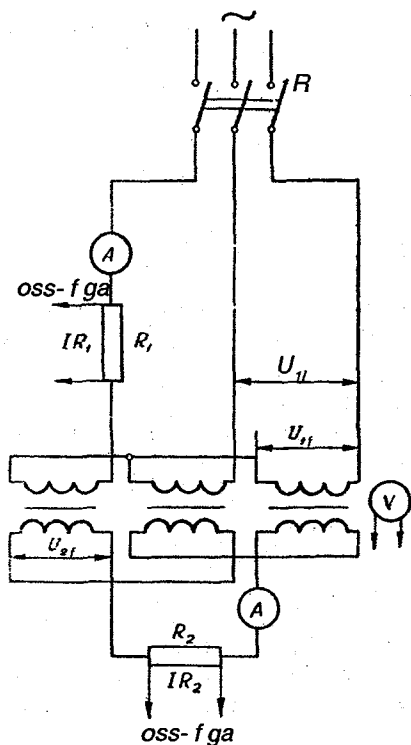 ~
R
A
oss- f ga
IR₁ R₁
U₁l
U₁f
V
U₂f
A
R₂
IR₂
oss- f ga